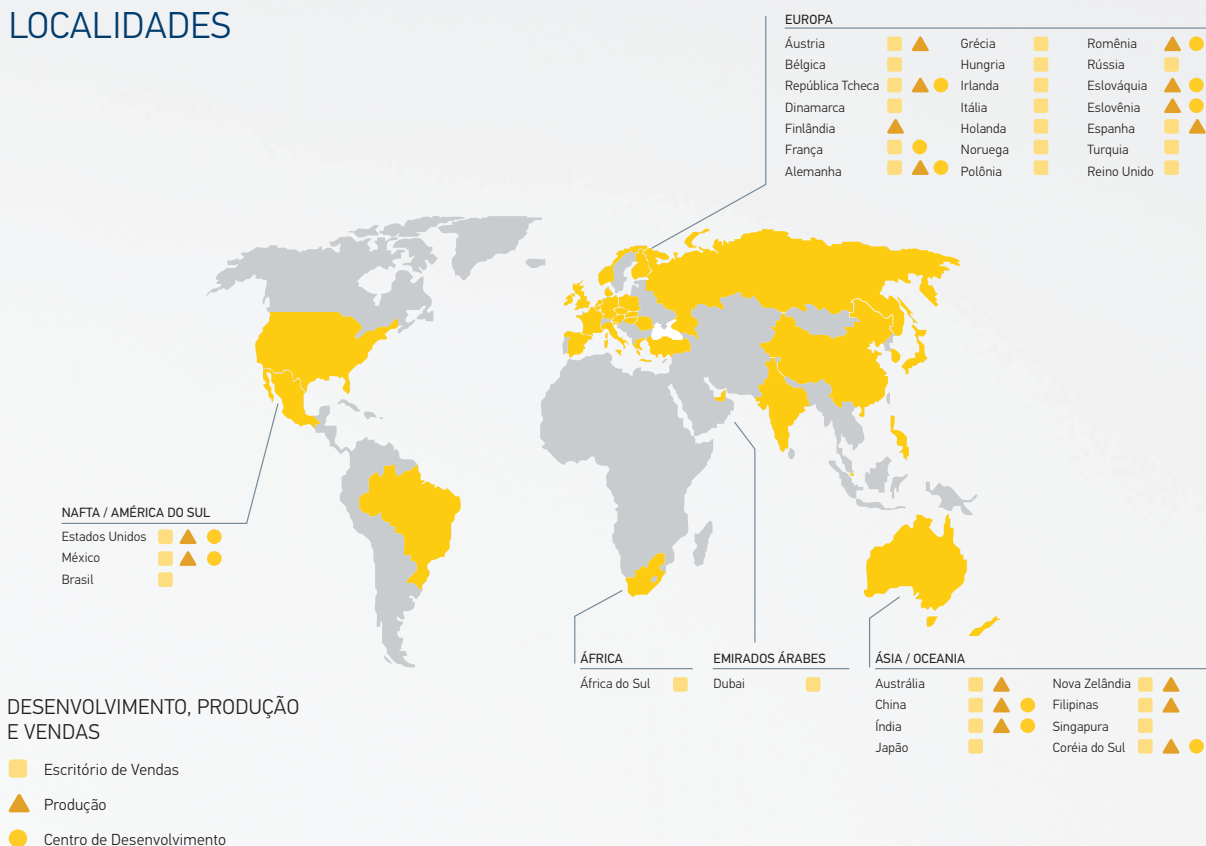 LOCALIDADES
EUROPA
Áustria
Bélgica
República Tcheca
Dinamarca
Finlândia
França
Alemanha
Grécia
Hungria
Irlanda
Itália
Holanda
Noruega
Polônia
Romênia
Rússia
Eslováquia
Eslovênia
Espanha
Turquia
Reino Unido
NAFTA / AMÉRICA DO SUL
Estados Unidos
México
Brasil
ÁFRICA
África do Sul
EMIRADOS ÁRABES
Dubai
ÁSIA / OCEANIA
Austrália
China
Índia
Japão
Nova Zelândia
Filipinas
Singapura
Coréia do Sul
DESENVOLVIMENTO, PRODUÇÃO
E VENDAS
Escritório de Vendas
Produção
Centro de Desenvolvimento